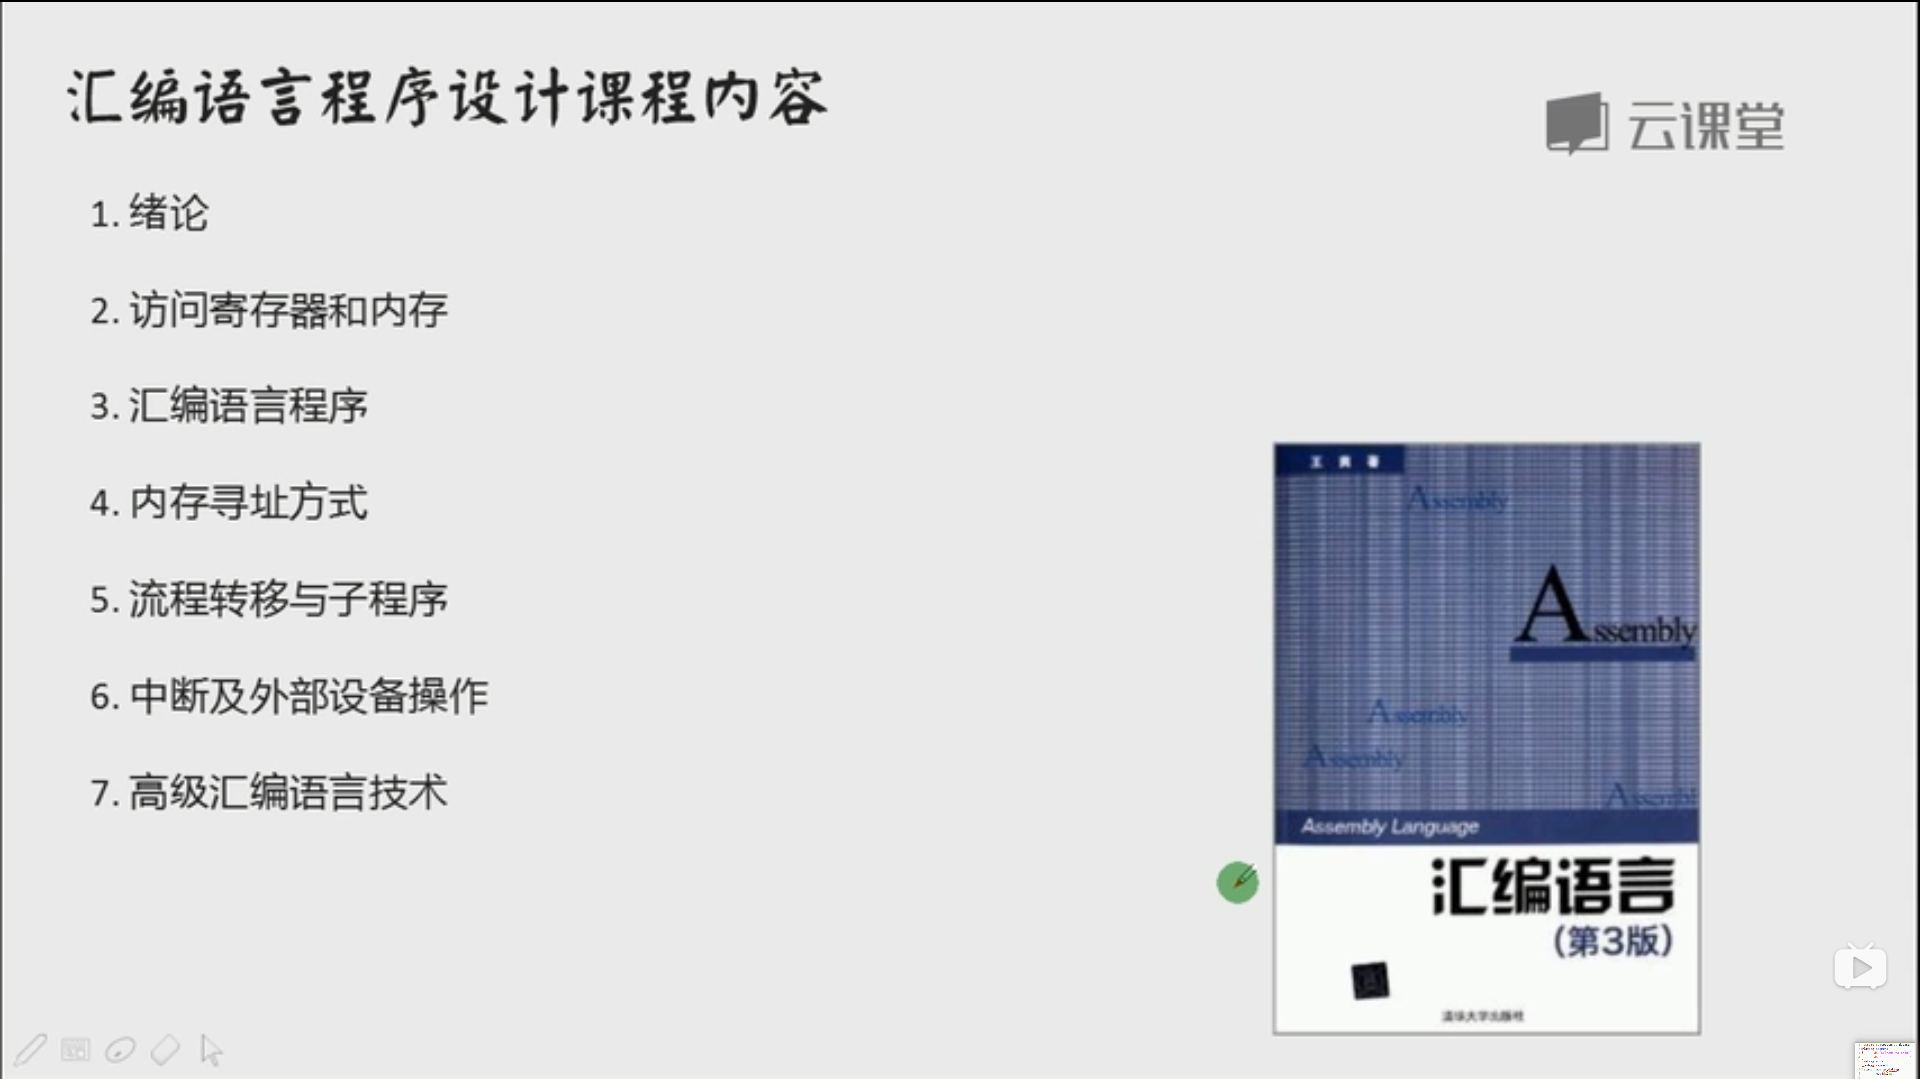 汇编语言程序设计课程内容
云课堂
1. 绪论
2. 访问寄存器和内存
3. 汇编语言程序
4. 内存寻址方式
5. 流程转移与子程序
6. 中断及外部设备操作
7. 高级汇编语言技术
王 爽 著
Assembly
Assembly
Assembly
Assembly
Assembl
Assembly Language
汇编语言
（第3版）
清华大学出版社